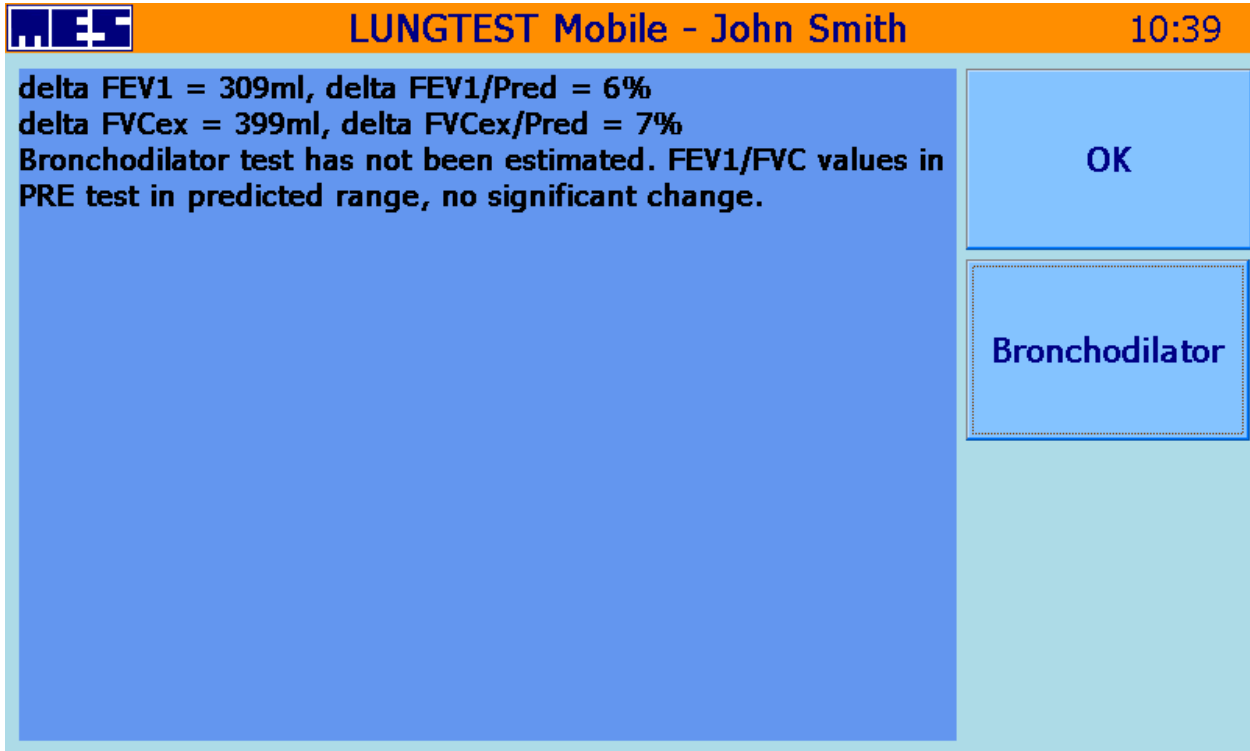 MES
LUNGTEST Mobile - John Smith
10:39
delta FEV1 = 309ml, delta FEV1/Pred = 6%
delta FVCex = 399ml, delta FVCex/Pred = 7%
Bronchodilator test has not been estimated. FEV1/FVC values in
PRE test in predicted range, no significant change.
OK
Bronchodilator